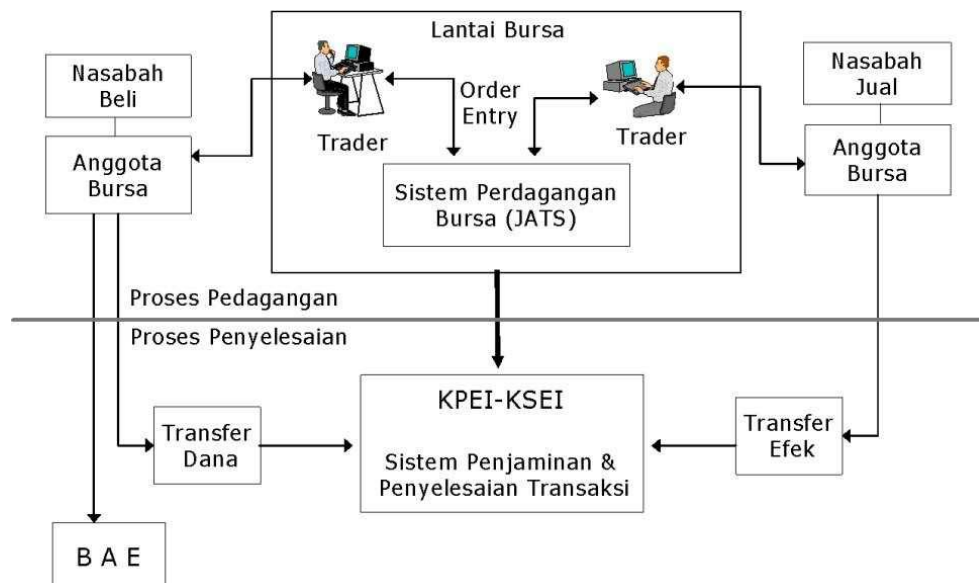 Lantai Bursa
Nasabah
Beli
Nasabah
Jual
Order
Entry
Trader
Trader
Anggota
Bursa
Anggota
Bursa
Sistem Perdagangan
Bursa (JATS)
Proses Pedagangan
Proses Penyelesaian
KPEI-KSEI
Sistem Penjaminan &
Penyelesaian Transaksi
Transfer
Dana
Transfer
Efek
B A E